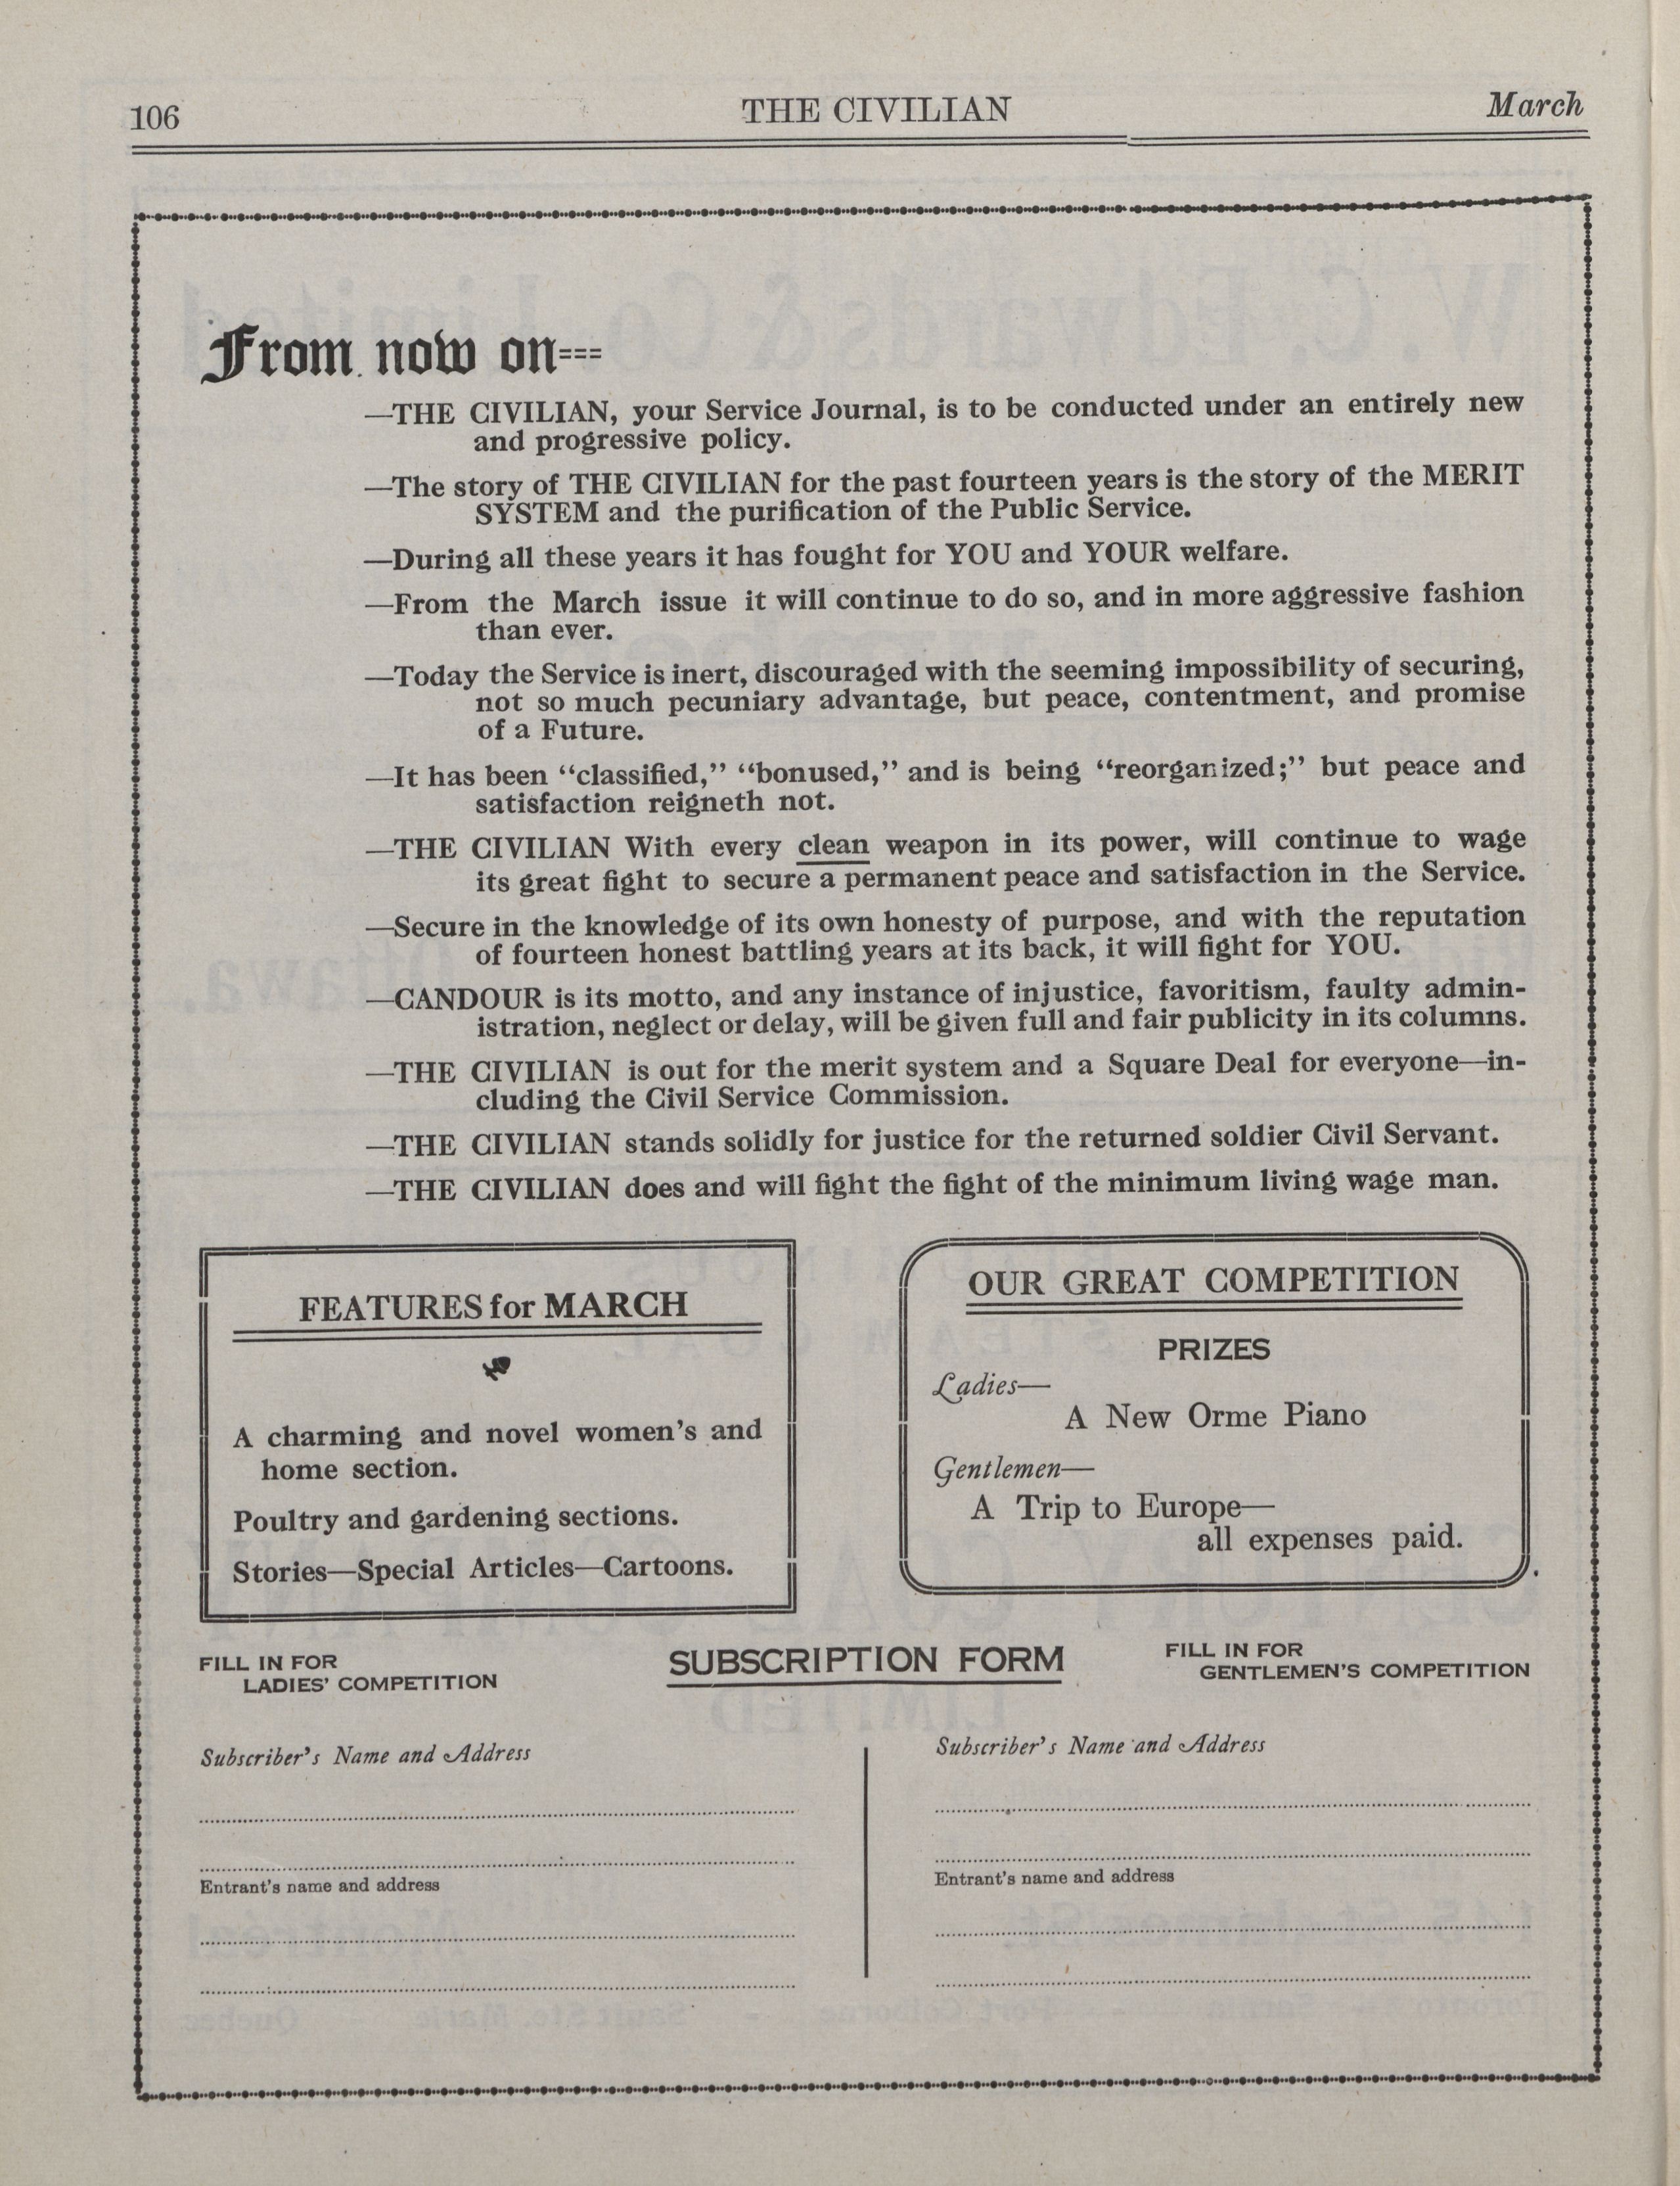 106
THE CIVILIAN
March
From now on===
—THE CIVILIAN, your Service Journal, is to be conducted under an entirely new
and progressive policy.
—The story of THE CIVILIAN for the past fourteen years is the story of the MERIT
SYSTEM and the purification of the Public Service.
—During all these years it has fought for YOU and YOUR welfare.
—From the March issue it will continue to do so, and in more aggressive fashion
than ever.
—Today the Service is inert, discouraged with the seeming impossibility of securing,
not so much pecuniary advantage, but peace, contentment, and promise
of a Future.
—It has been “classified,” “bonused,” and is being “reorganized;” but peace and
satisfaction reigneth not.
—THE CIVILIAN With every clean weapon in its power, will continue to wage
its great fight to secure a permanent peace and satisfaction in the Service.
—Secure in the knowledge of its own honesty of purpose, and with the reputation
of fourteen honest battling years at its back, it will fight for YOU.
—CANDOUR is its motto, and any instance of injustice, favoritism, faulty admin-
istration, neglect or delay, will be given full and fair publicity in its columns.
—THE CIVILIAN is out for the merit system and a Square Deal for everyone—in-
cluding the Civil Service Commission.
—THE CIVILIAN stands solidly for justice for the returned soldier Civil Servant.
—THE CIVILIAN does and will fight the fight of the minimum living wage man.
FEATURES for MARCH
A charming and novel women's and
home section.
Poultry and gardening sections.
Stories—Special Articles—Cartoons.
OUR GREAT COMPETITION
PRIZES
Ladies—
A New Orme Piano
Gentlemen—
A Trip to Europe—
all expenses paid.
FILL IN FOR
LADIES' COMPETITION
SUBSCRIPTION FORM
FILL IN FOR
GENTLEMEN'S COMPETITION
Subscriber's Name and Address
Entrant's name and address
Subscriber's Name and Address
Entrant's name and address